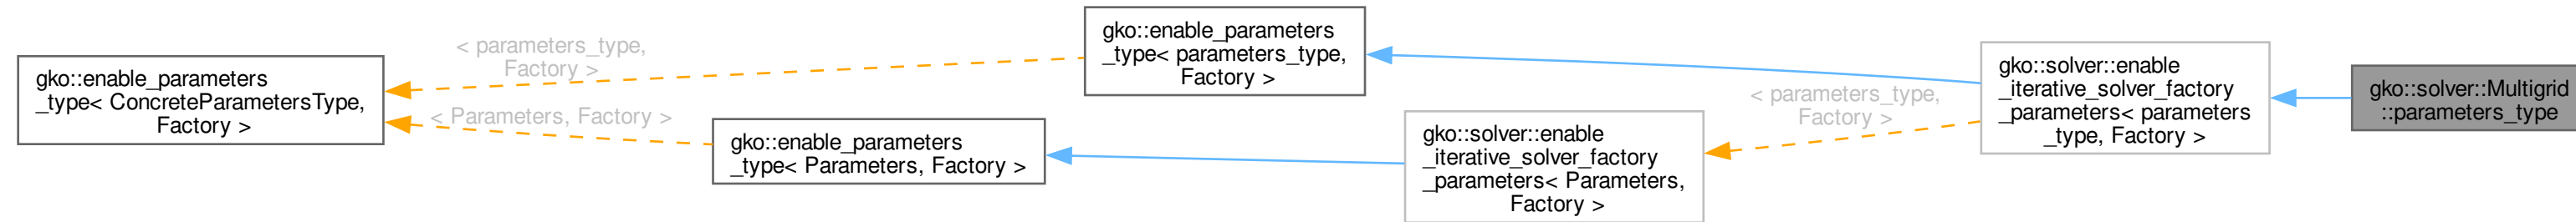 gko::enable_parameters
_type< ConcreteParametersType,
Factory >
< parameters_type,
Factory >
< Parameters, Factory >
gko::enable_parameters
_type< parameters_type,
Factory >
gko::enable_parameters
_type< Parameters, Factory >
gko::solver::enable
_iterative_solver_factory
_parameters< Parameters,
Factory >
< parameters_type,
Factory >
gko::solver::enable
_iterative_solver_factory
_parameters< parameters
_type, Factory >
gko::solver::Multigrid
::parameters_type